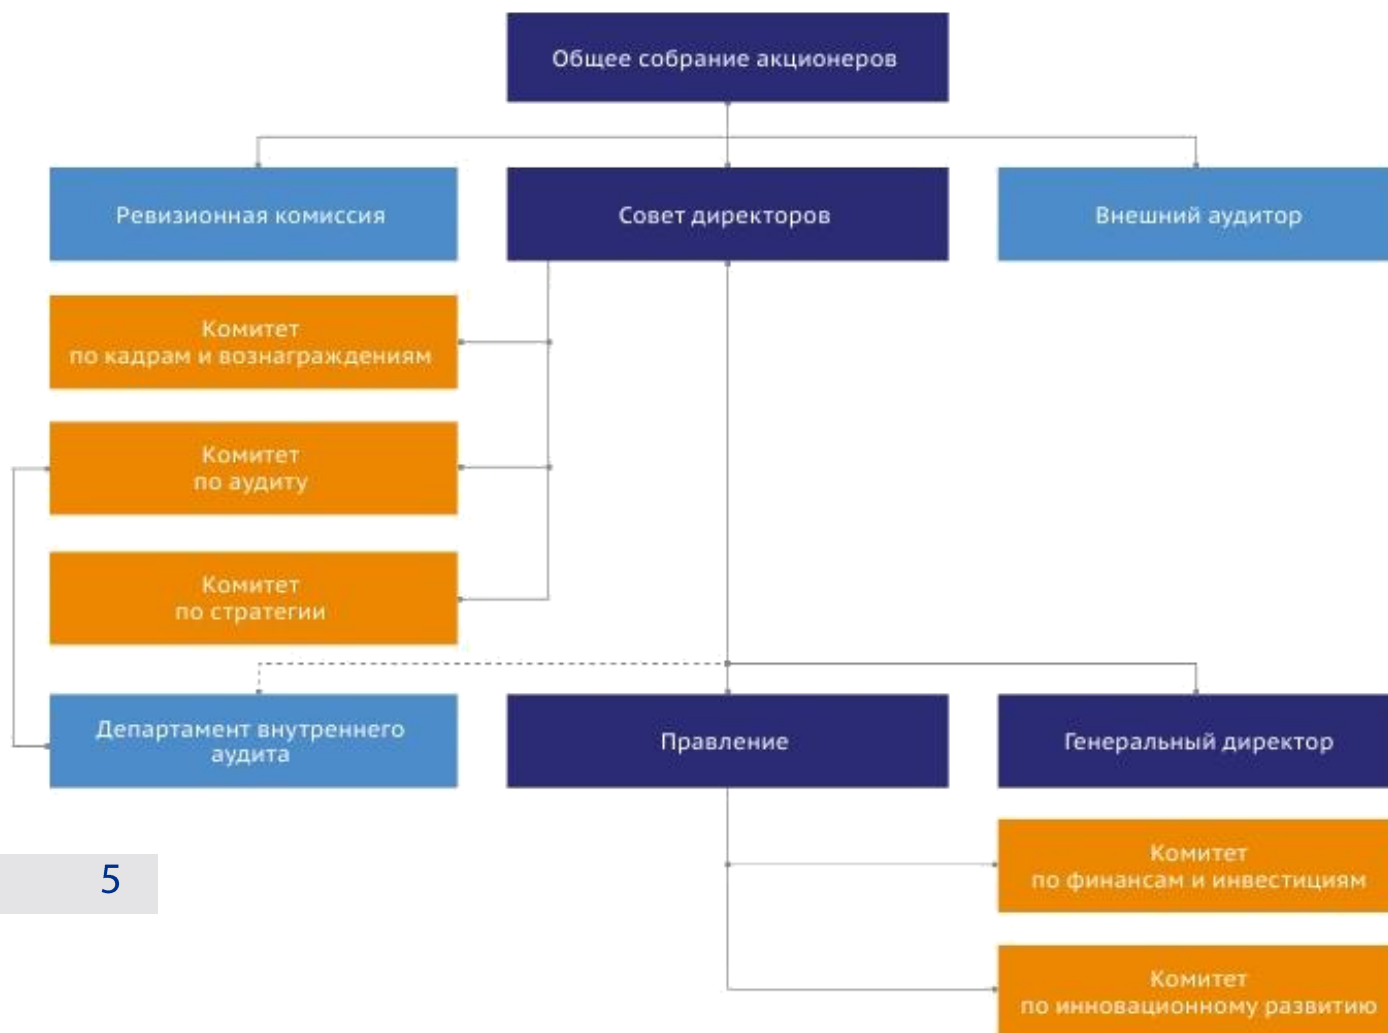 Общее собрание акционеров
Ревизионная комиссия
Совет директоров
Внешний аудитор
Комитет
по кадрам и вознаграждениям
Комитет
по аудиту
Комитет
по стратегии
Департамент внутреннего
аудита
Правление
Генеральный директор
Комитет
по финансам и инвестициям
5
Комитет
по инновационному развитию